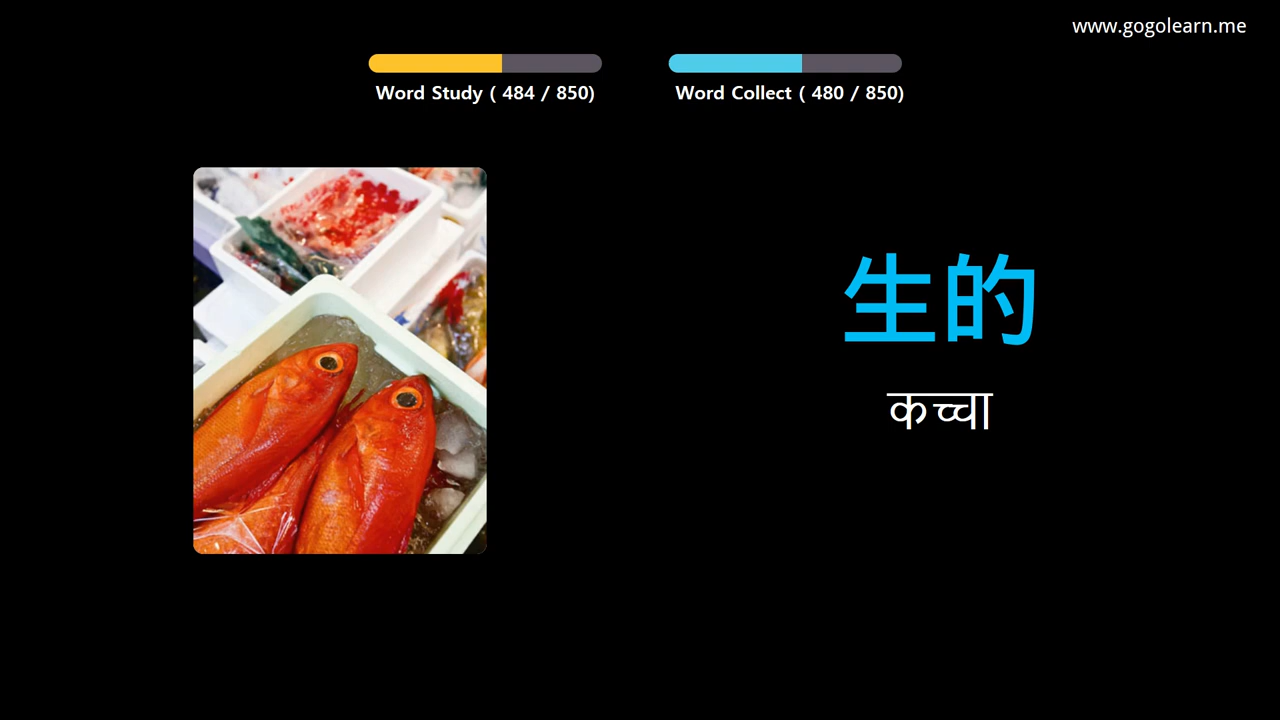 www.gogolearn.me
Word Study ( 484 / 850)
Word Collect ( 480 / 850)
生的
कच्चा